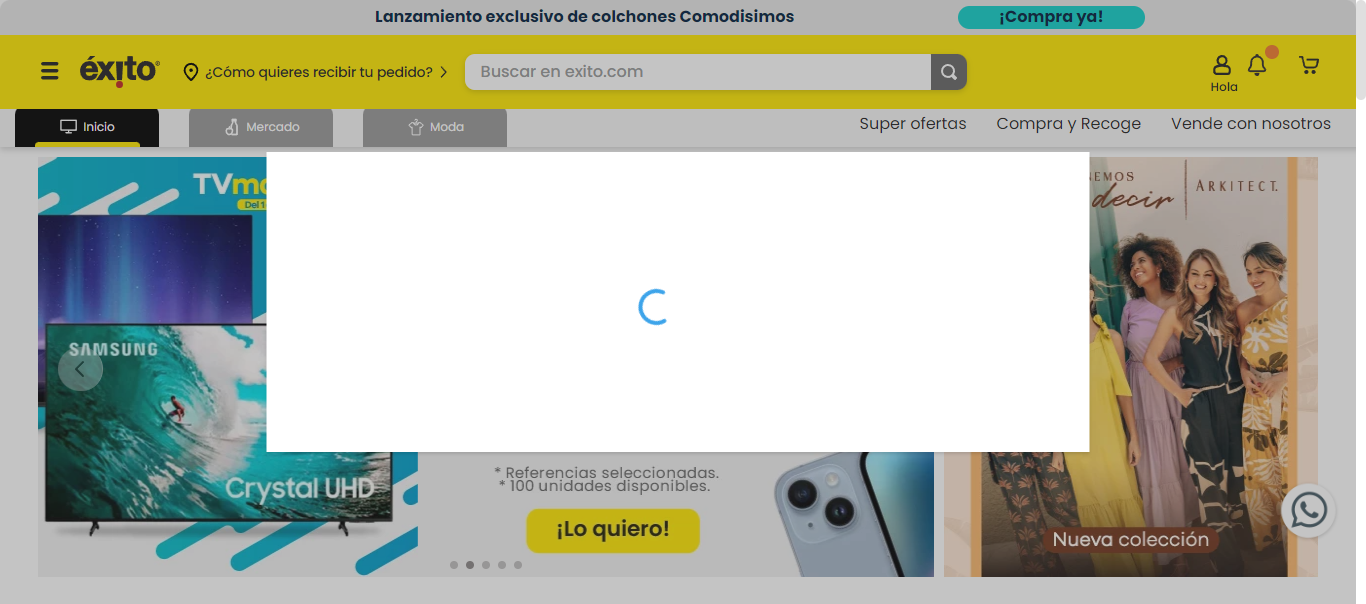 Lanzamiento exclusivo de colchones Comodisimos
¡Compra ya!
éxito
¿Cómo quieres recibir tu pedido?
Buscar en exito.com
Hola
Inicio
Mercado
Moda
Super ofertas
Compra y Recoge
Vende con nosotros
TV
Del 1
SAMSUNG
Crystal UHD
* Referencias seleccionadas.
* 100 unidades disponibles.
¡Lo quiero!
decir
ARKITECT.
Nueva colección